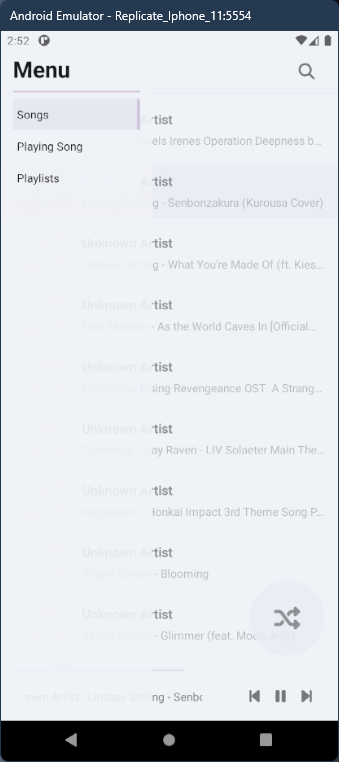 Android Emulator - Replicate_Iphone_11:5554
2:52
Menu
Songs
Playing Song
Playlists
Artist
Irenes Operation Deepness b...
Artist
- Senbonzakura (Kurousa Cover)
Unknown Artist
- What You're Made Of (ft. Kies...
Unknown Artist
- As the World Caves In [Official...
Unknown Artist
Rising Revengeance OST A Strang...
Unknown Artist
Gray Raven - LIV Solaeter Main The...
Unknown Artist
- Honkai Impact 3rd Theme Song P...
Unknown Artist
- Blooming
Unknown Artist
- Glimmer (feat. Moon Jelly)
Artist - Lindsey Stirling - Senbo